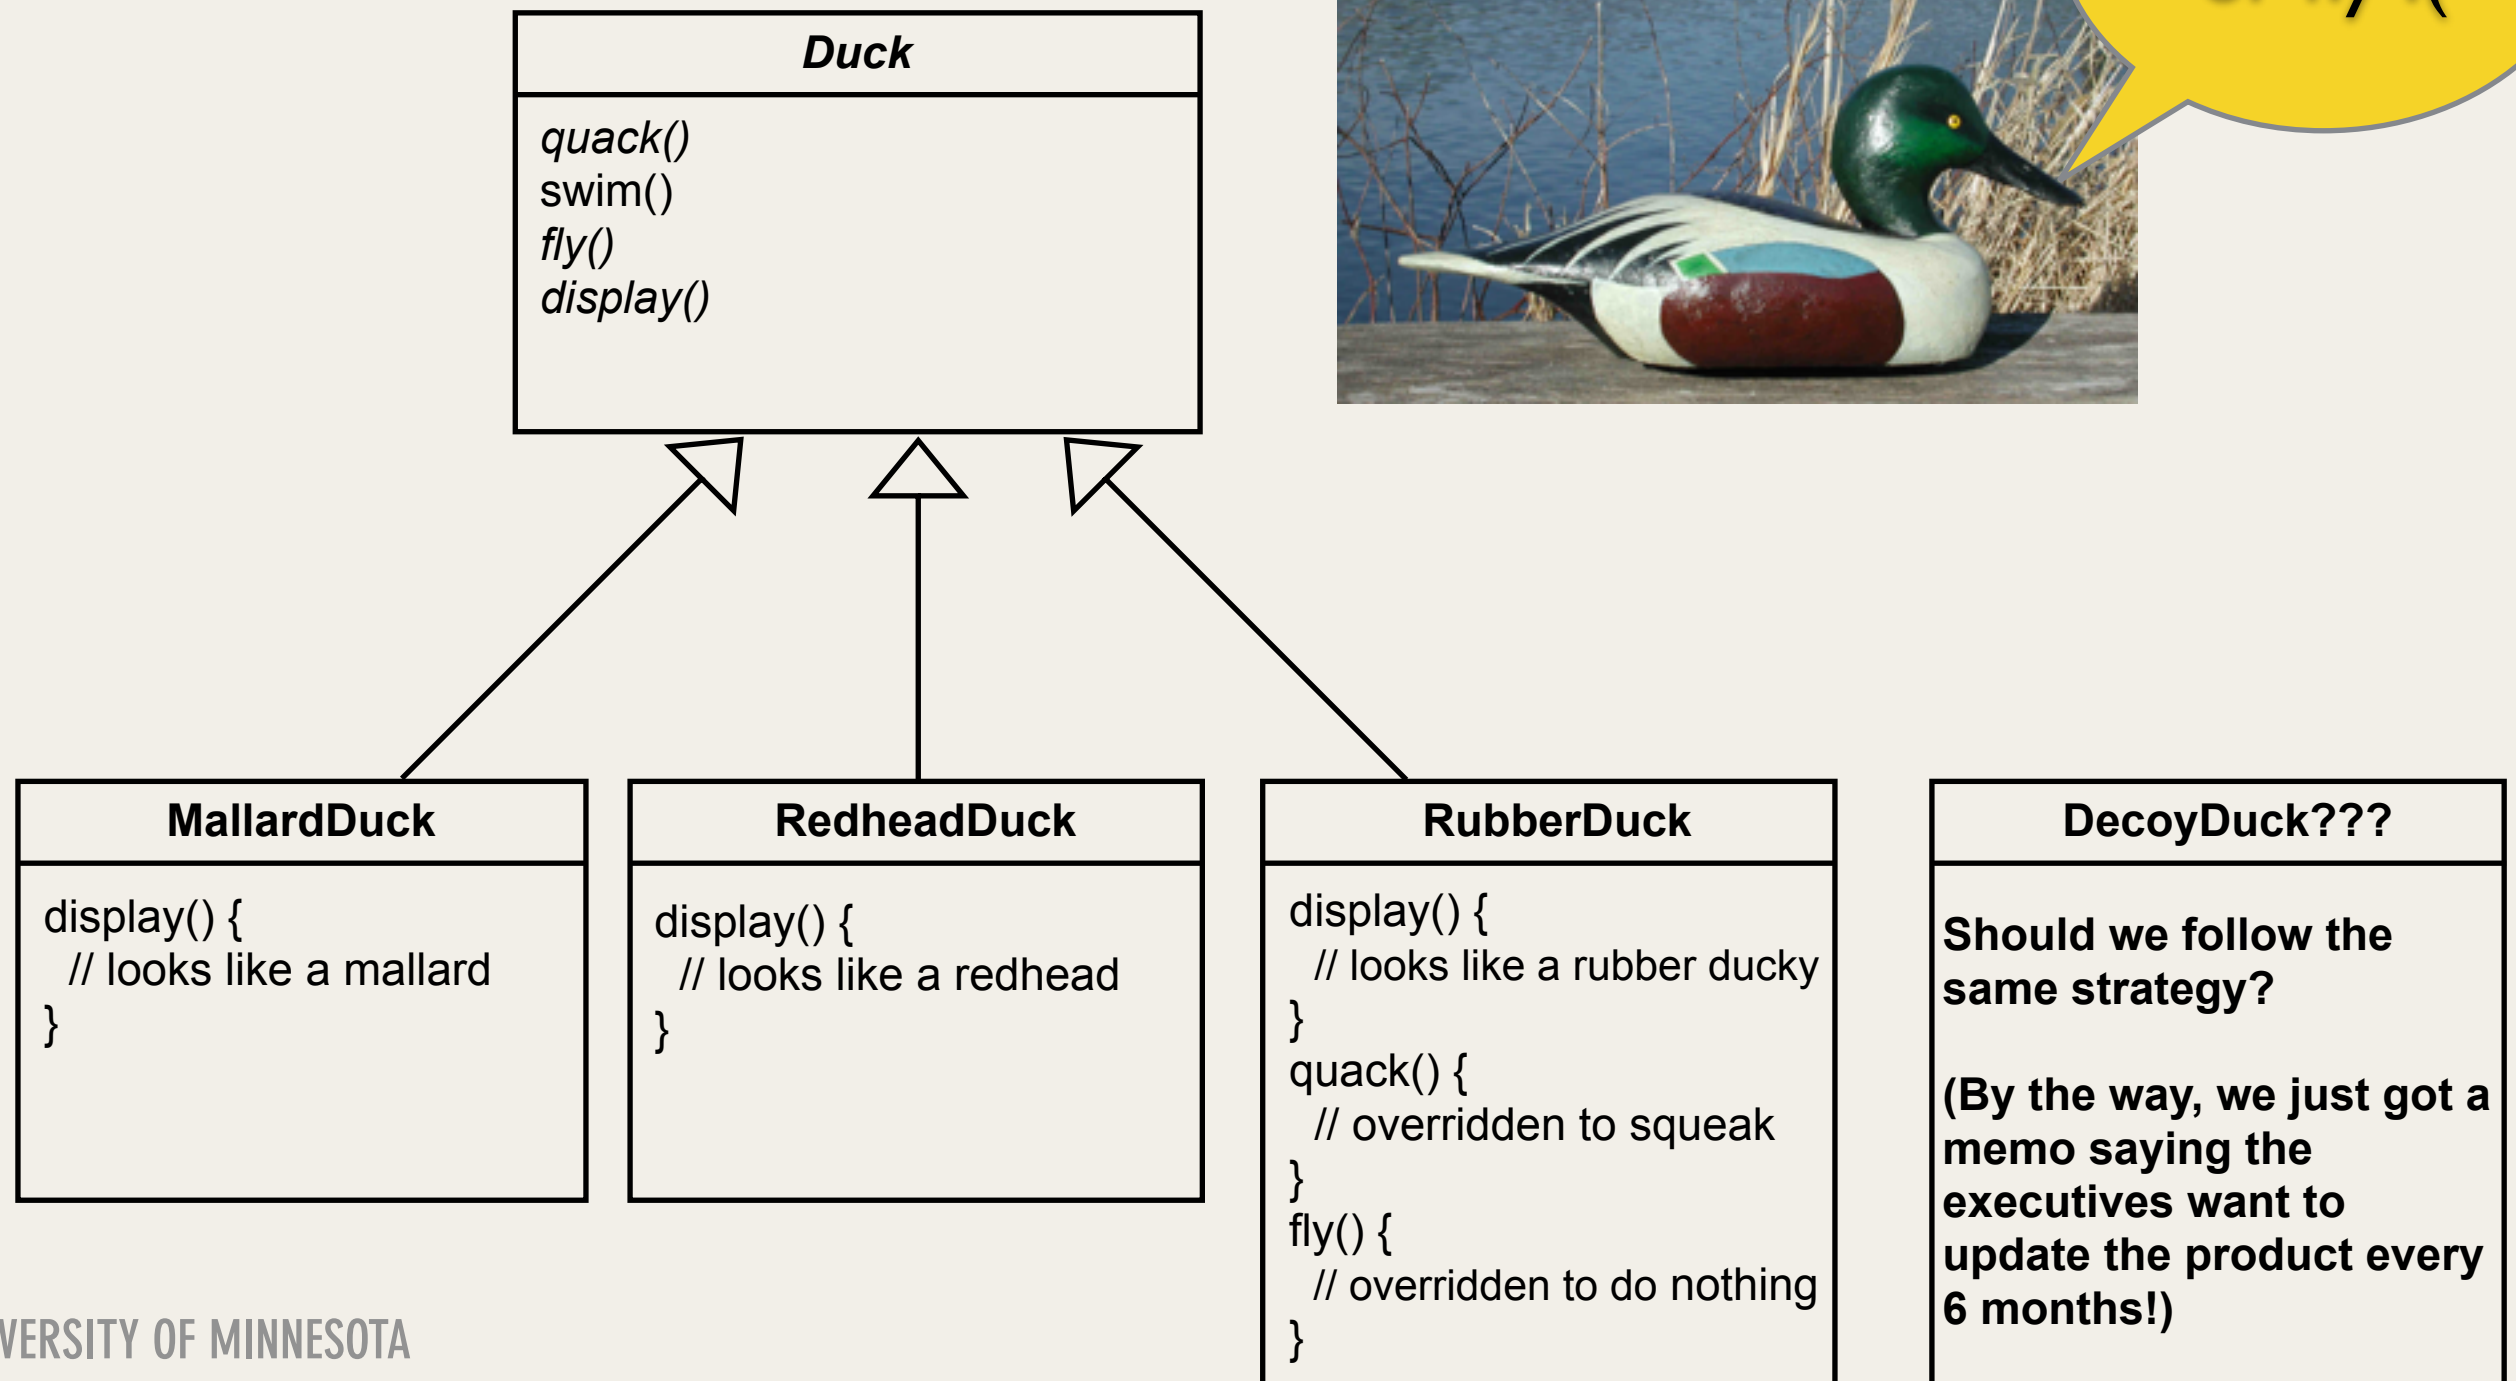 Duck
quack()
swim()
fly()
display()
MallardDuck
display() {
// looks like a mallard
}
RedheadDuck
display() {
// looks like a redhead
}
RubberDuck
display() {
// looks like a rubber ducky
}
quack() {
// overridden to squeak
}
fly() {
// overridden to do nothing
}
DecoyDuck???
Should we follow the
same strategy?
(By the way, we just got a
memo saying the
executives want to
update the product every
6 months!)
VERSITY OF MINNESOTA